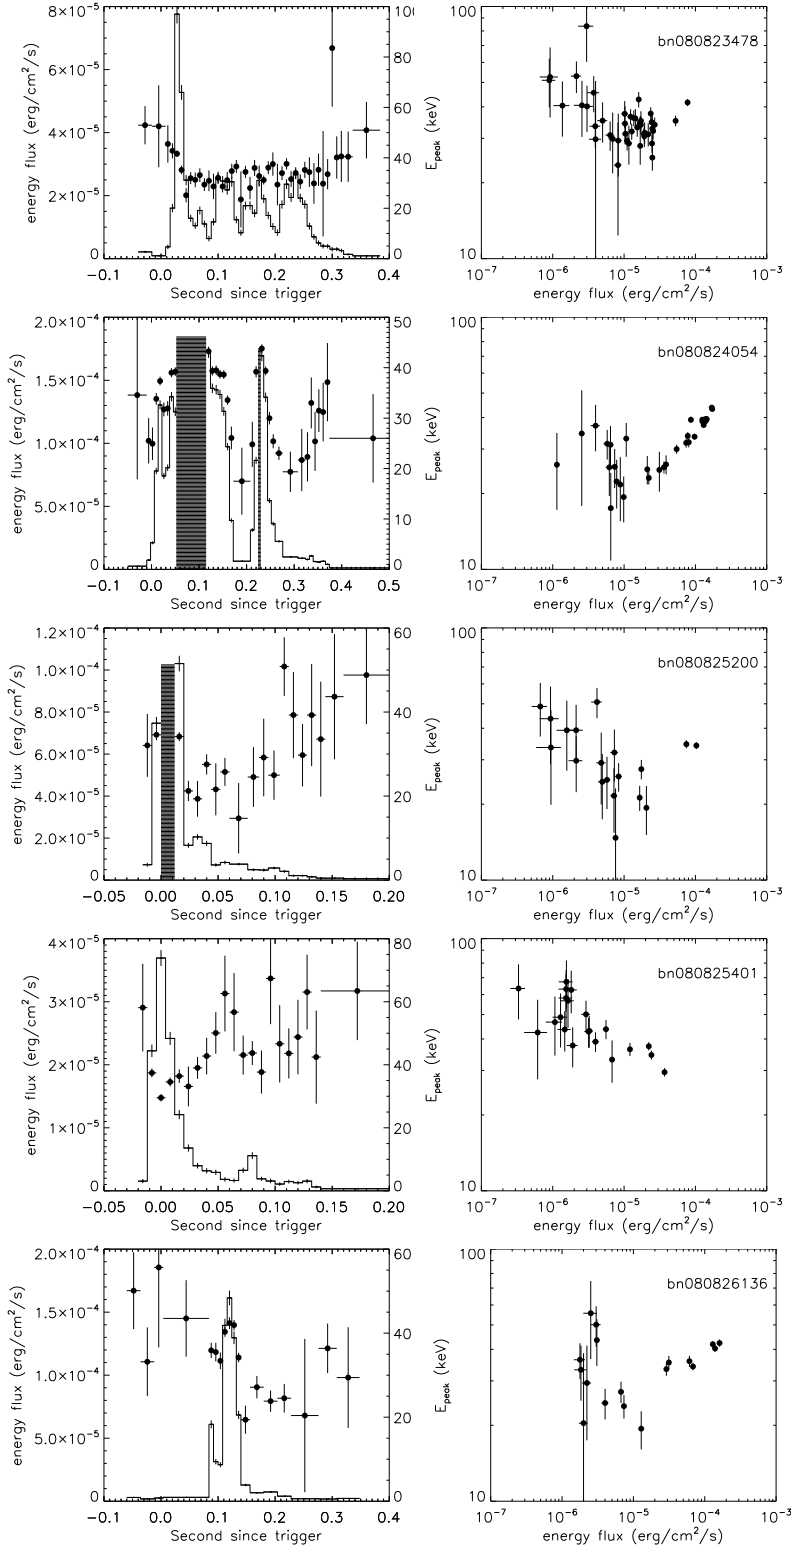 8×10⁻⁵
6×10⁻⁵
4×10⁻⁵
2×10⁻⁵
0
energy flux (erg/cm²/s)
100
80
60
40
20
0
E_peak (keV)
−0.1 0.0 0.1 0.2 0.3 0.4
Second since trigger
100
10
bn080823478
10⁻⁷ 10⁻⁶ 10⁻⁵ 10⁻⁴ 10⁻³
energy flux (erg/cm²/s)
2.0×10⁻⁴
1.5×10⁻⁴
1.0×10⁻⁴
5.0×10⁻⁵
0
energy flux (erg/cm²/s)
50
40
30
20
10
0
E_peak (keV)
−0.1 0.0 0.1 0.2 0.3 0.4 0.5
Second since trigger
100
10
bn080824054
10⁻⁷ 10⁻⁶ 10⁻⁵ 10⁻⁴ 10⁻³
energy flux (erg/cm²/s)
1.2×10⁻⁴
1.0×10⁻⁴
8.0×10⁻⁵
6.0×10⁻⁵
4.0×10⁻⁵
2.0×10⁻⁵
0
energy flux (erg/cm²/s)
60
40
20
0
E_peak (keV)
−0.05 0.00 0.05 0.10 0.15 0.20
Second since trigger
100
10
bn080825200
10⁻⁷ 10⁻⁶ 10⁻⁵ 10⁻⁴ 10⁻³
energy flux (erg/cm²/s)
4×10⁻⁵
3×10⁻⁵
2×10⁻⁵
1×10⁻⁵
0
energy flux (erg/cm²/s)
80
60
40
20
0
E_peak (keV)
−0.05 0.00 0.05 0.10 0.15 0.20
Second since trigger
100
10
bn080825401
10⁻⁷ 10⁻⁶ 10⁻⁵ 10⁻⁴ 10⁻³
energy flux (erg/cm²/s)
2.0×10⁻⁴
1.5×10⁻⁴
1.0×10⁻⁴
5.0×10⁻⁵
0
energy flux (erg/cm²/s)
60
40
20
0
E_peak (keV)
−0.1 0.0 0.1 0.2 0.3 0.4
Second since trigger
100
10
bn080826136
10⁻⁷ 10⁻⁶ 10⁻⁵ 10⁻⁴ 10⁻³
energy flux (erg/cm²/s)